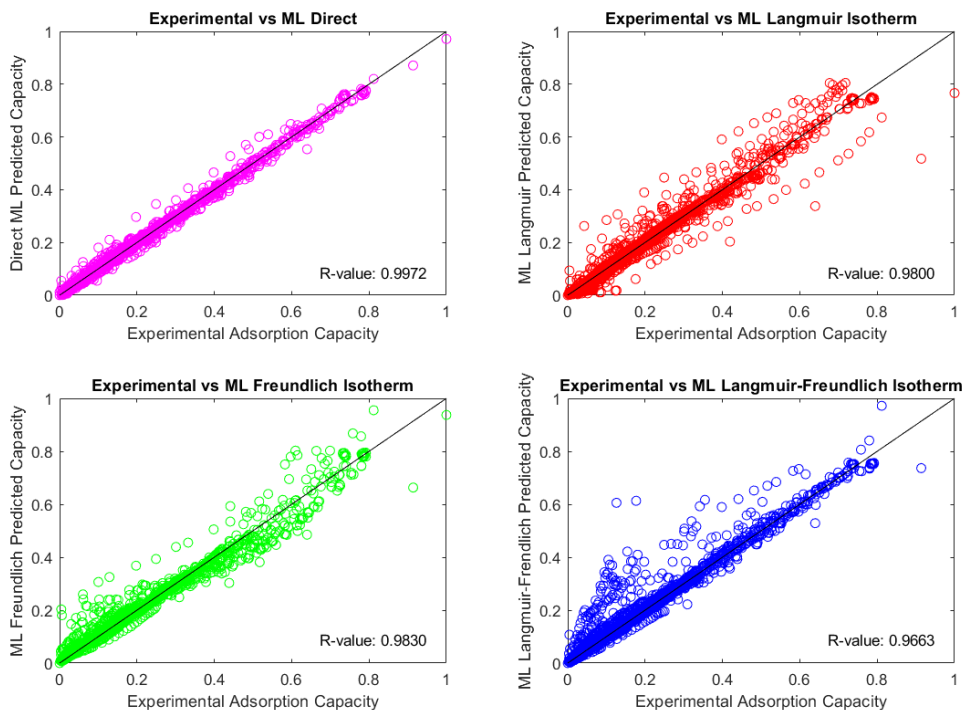 Experimental vs ML Direct
1
0.8
0.6
0.4
0.2
0
Direct ML Predicted Capacity
R-value: 0.9972
0 0.2 0.4 0.6 0.8 1
Experimental Adsorption Capacity
Experimental vs ML Langmuir Isotherm
1
0.8
0.6
0.4
0.2
0
ML Langmuir Predicted Capacity
R-value: 0.9800
0 0.2 0.4 0.6 0.8 1
Experimental Adsorption Capacity
Experimental vs ML Freundlich Isotherm
1
0.8
0.6
0.4
0.2
0
ML Freundlich Predicted Capacity
R-value: 0.9830
0 0.2 0.4 0.6 0.8 1
Experimental Adsorption Capacity
Experimental vs ML Langmuir-Freundlich Isotherm
1
0.8
0.6
0.4
0.2
0
ML Langmuir-Frendlich Predicted Capacity
R-value: 0.9663
0 0.2 0.4 0.6 0.8 1
Experimental Adsorption Capacity